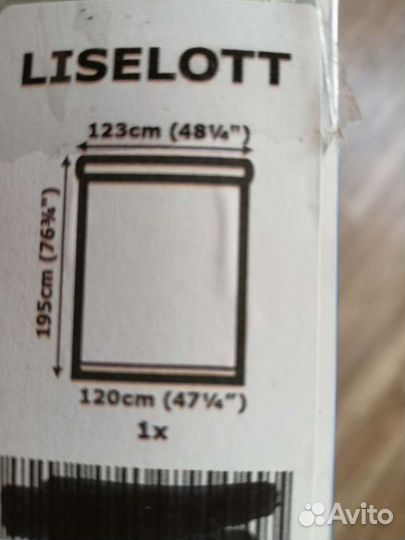 LISELOTT
123cm (48¼")
195cm (76¾")
120cm (47¼")
1x
Avito